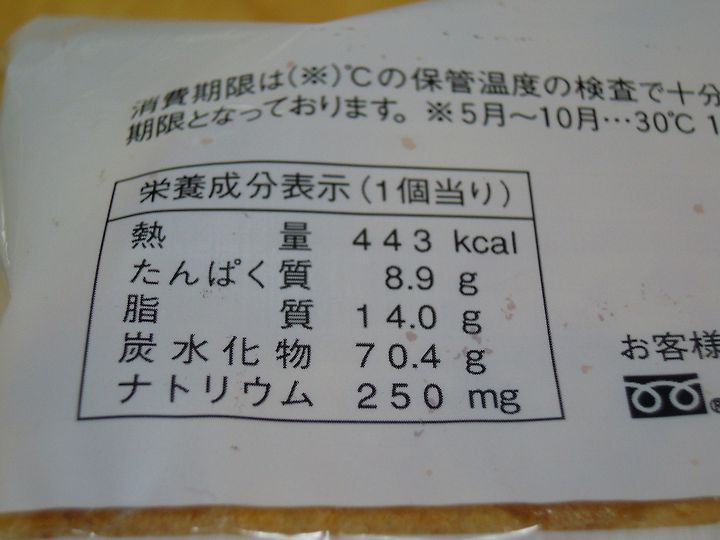 消費期限は(※)℃の保管温度の検査で十分
期限となっております。※5月～10月…30℃ 1
栄養成分表示(1個当り)
熱量 443 kcal
たんぱく質 8.9 g
脂質 14.0 g
炭水化物 70.4 g
ナトリウム 250 mg
お客様